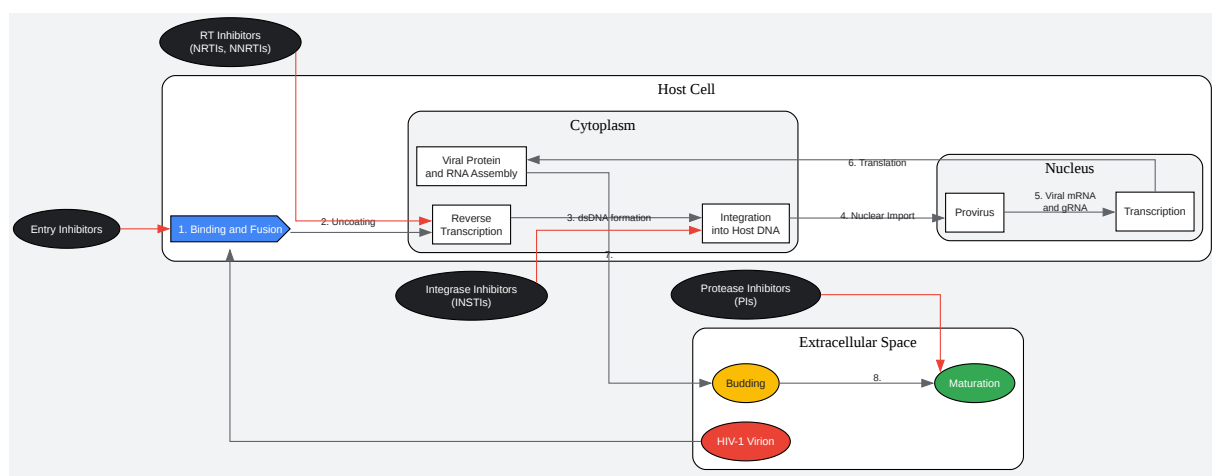 RT Inhibitors
(NRTIs, NNRTIs)
Host Cell
Cytoplasm
Viral Protein
and RNA Assembly
6. Translation
Nucleus
Entry Inhibitors
1. Binding and Fusion
2. Uncoating
Reverse
Transcription
3. dsDNA formation
Integration
into Host DNA
4. Nuclear Import
Provirus
5. Viral mRNA
and gRNA
Transcription
7.
Integrase Inhibitors
(INSTIs)
Protease Inhibitors
(PIs)
Extracellular Space
Budding
8.
Maturation
HIV-1 Virion